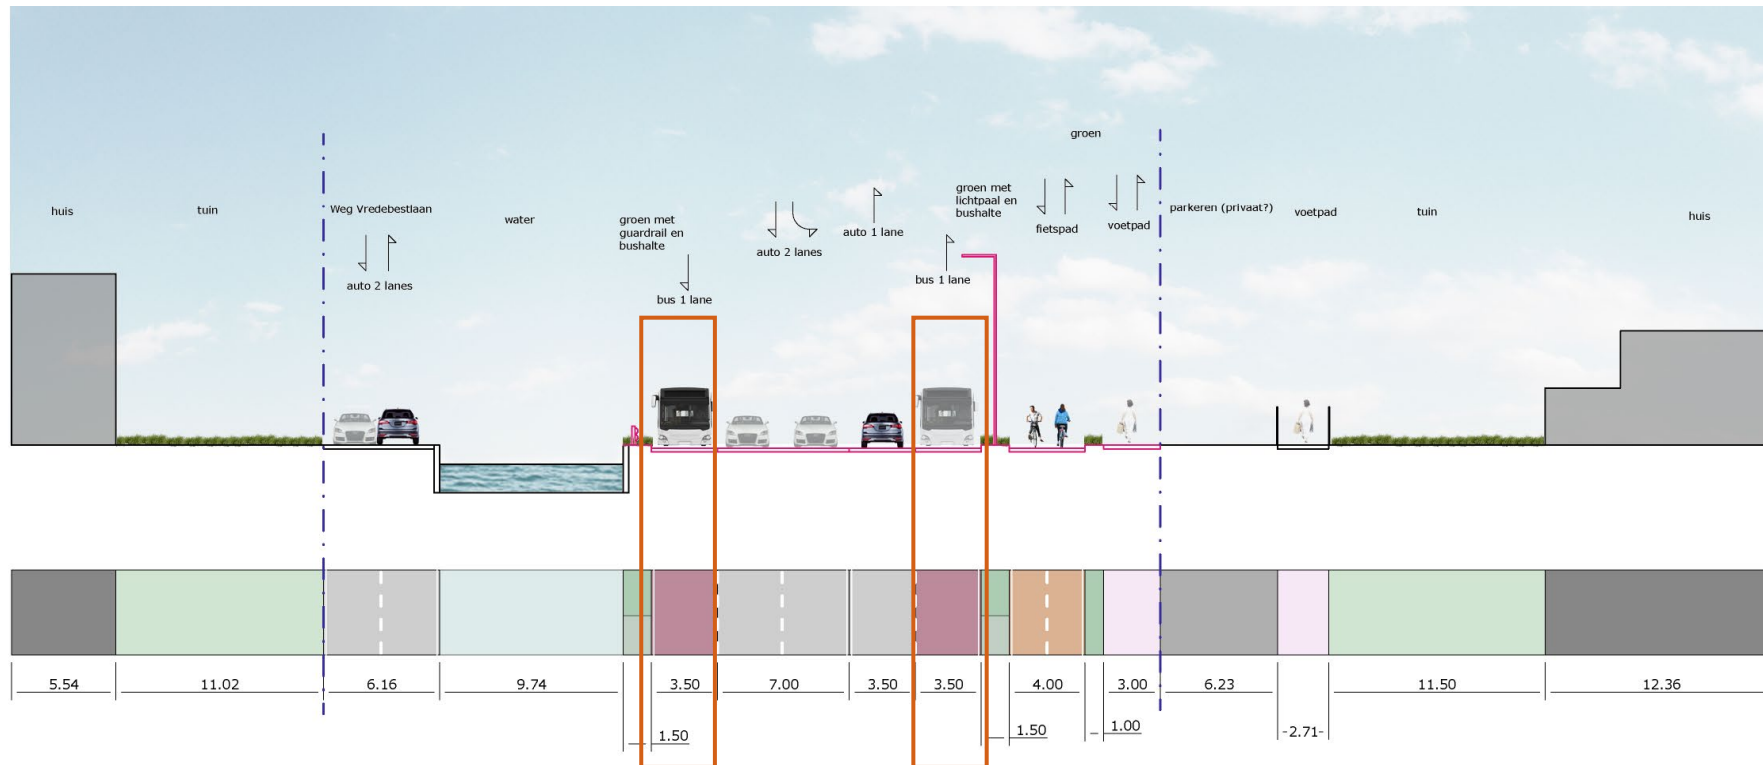 groen
huis
tuin
Weg Vredebestlaan
auto 2 lanes
water
groen met
guardrail en
bushalte
bus 1 lane
auto 2 lanes
auto 1 lane
bus 1 lane
groen met
lichtpaal en
bushalte
fietspad
voetpad
parkeren (privaat?)
voetpad
tuin
huis
5.54
11.02
6.16
9.74
3.50
7.00
3.50
3.50
4.00
3.00
6.23
11.50
12.36
1.50
1.50
1.00
-2.71-